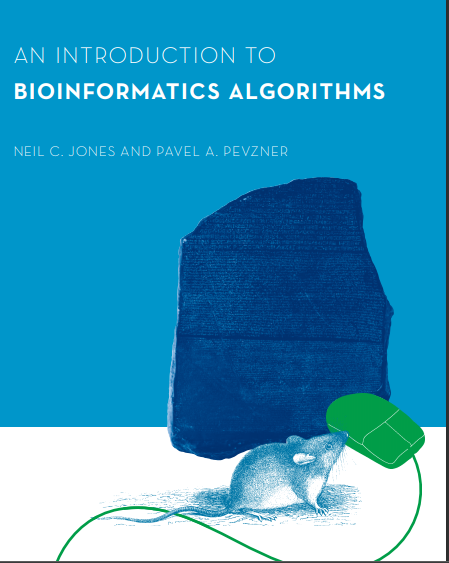 AN INTRODUCTION TO
BIOINFORMATICS ALGORITHMS
NEIL C. JONES AND PAVEL A. PEVZNER